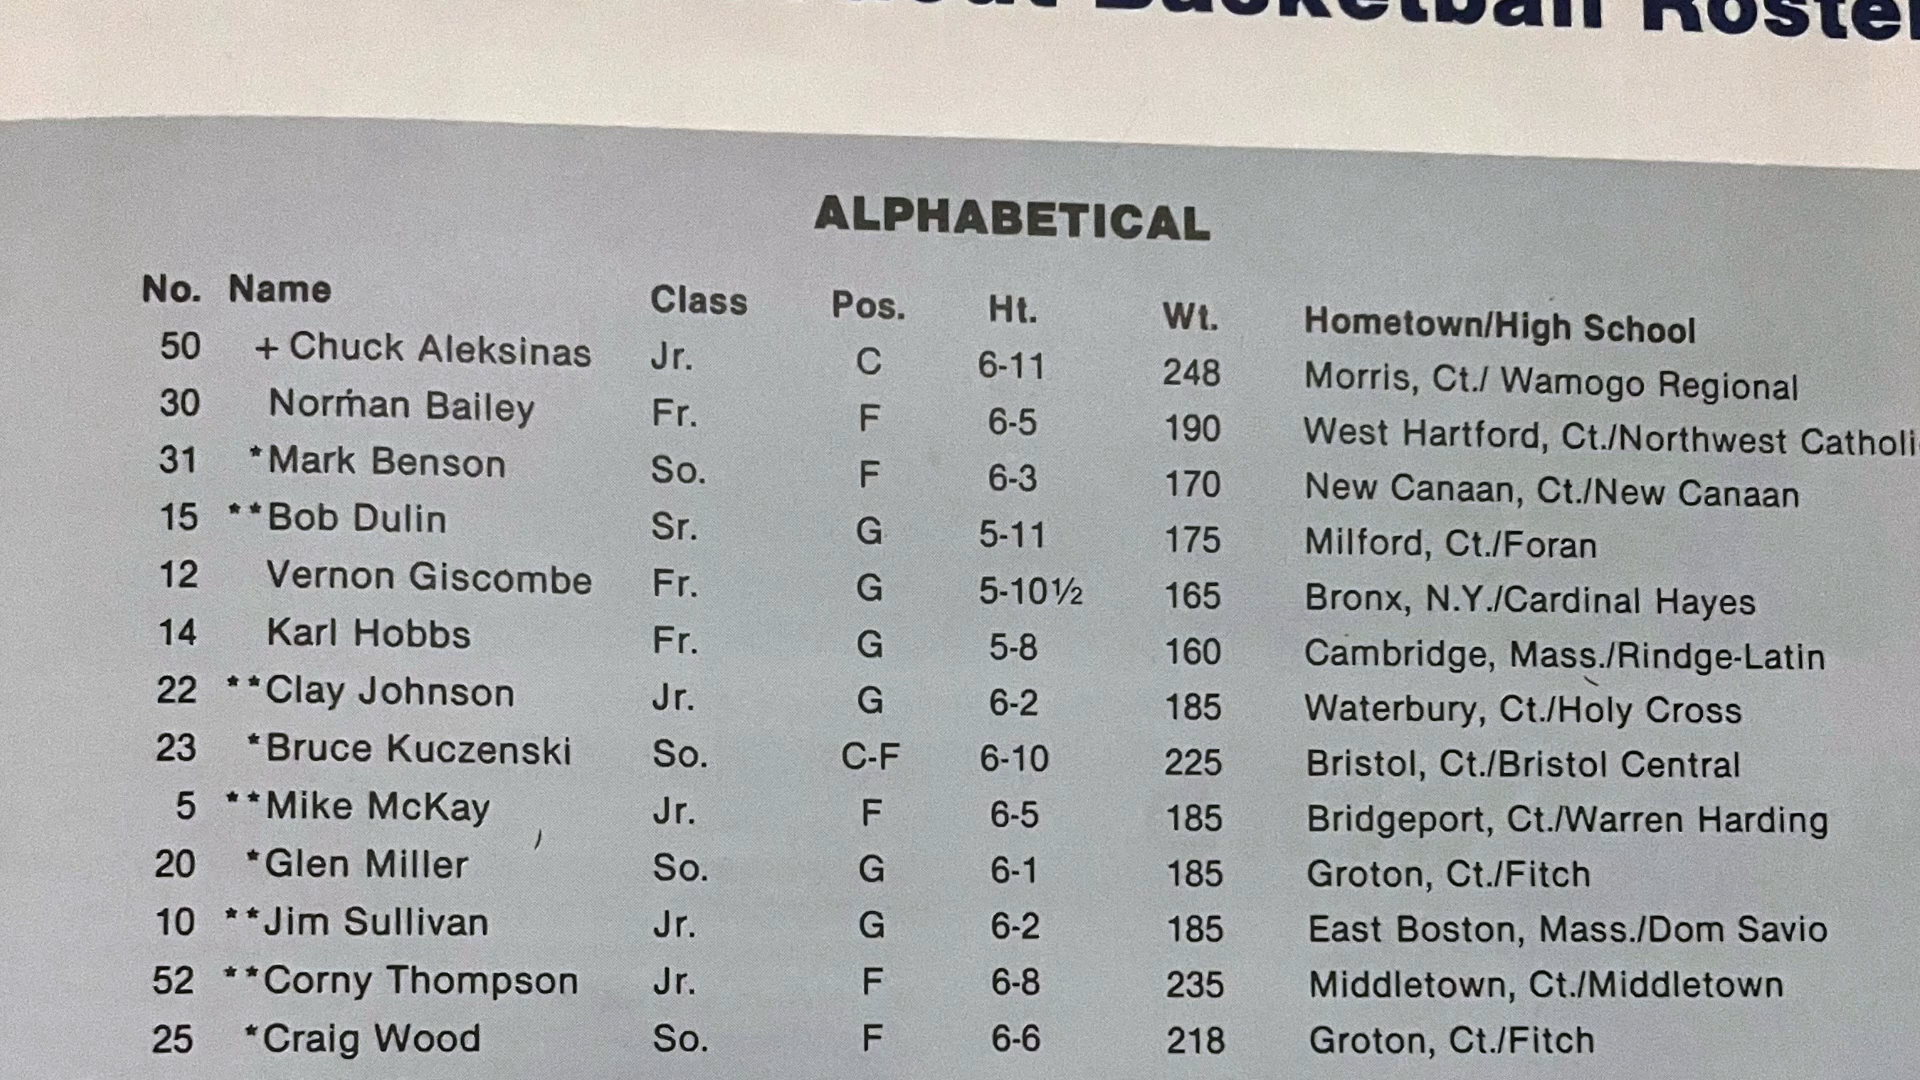 Basketball Roster
ALPHABETICAL
No. Name Class Pos. Ht. Wt. Hometown/High School
50 + Chuck Aleksinas Jr. C 6-11 248 Morris, Ct./ Wamogo Regional
30 Norman Bailey Fr. F 6-5 190 West Hartford, Ct./Northwest Catholic
31 *Mark Benson So. F 6-3 170 New Canaan, Ct./New Canaan
15 **Bob Dulin Sr. G 5-11 175 Milford, Ct./Foran
12 Vernon Giscombe Fr. G 5-10½ 165 Bronx, N.Y./Cardinal Hayes
14 Karl Hobbs Fr. G 5-8 160 Cambridge, Mass./Rindge-Latin
22 **Clay Johnson Jr. G 6-2 185 Waterbury, Ct./Holy Cross
23 *Bruce Kuczenski So. C-F 6-10 225 Bristol, Ct./Bristol Central
5 **Mike McKay Jr. F 6-5 185 Bridgeport, Ct./Warren Harding
20 *Glen Miller So. G 6-1 185 Groton, Ct./Fitch
10 **Jim Sullivan Jr. G 6-2 185 East Boston, Mass./Dom Savio
52 **Corny Thompson Jr. F 6-8 235 Middletown, Ct./Middletown
25 *Craig Wood So. F 6-6 218 Groton, Ct./Fitch